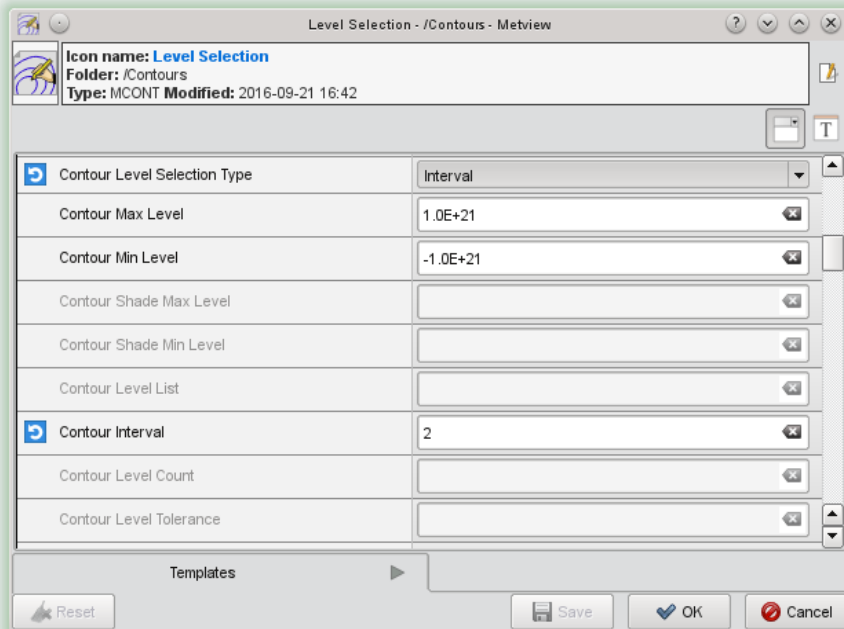 Level Selection - /Contours - Metview
Icon name: Level Selection
Folder: /Contours
Type: MCONT Modified: 2016-09-21 16:42
T
Contour Level Selection Type Interval
Contour Max Level 1.0E+21
Contour Min Level -1.0E+21
Contour Shade Max Level
Contour Shade Min Level
Contour Level List
Contour Interval 2
Contour Level Count
Contour Level Tolerance
Templates
Reset Save OK Cancel